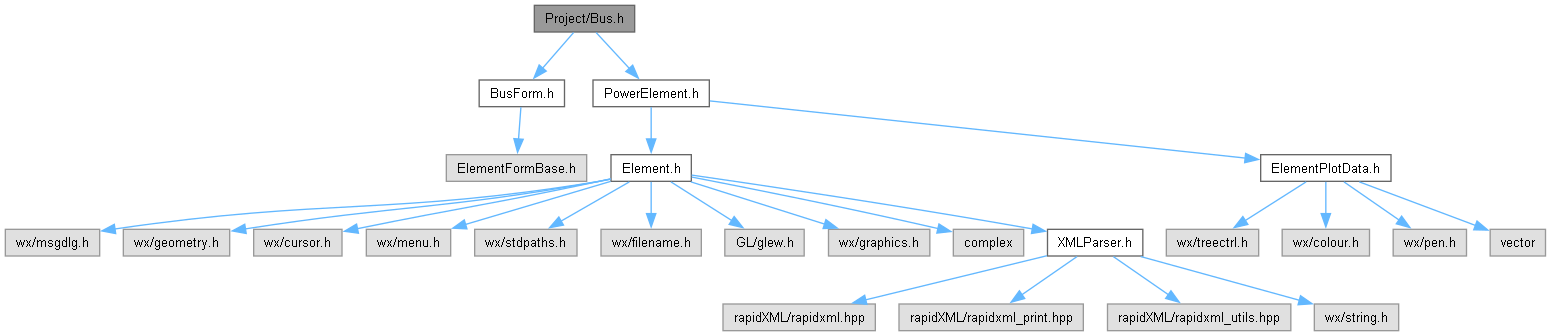 Project/Bus.h
BusForm.h
PowerElement.h
ElementFormBase.h
Element.h
ElementPlotData.h
wx/msgdlg.h
wx/geometry.h
wx/cursor.h
wx/menu.h
wx/stdpaths.h
wx/filename.h
GL/glew.h
wx/graphics.h
complex
XMLParser.h
wx/treectrl.h
wx/colour.h
wx/pen.h
vector
rapidXML/rapidxml.hpp
rapidXML/rapidxml_print.hpp
rapidXML/rapidxml_utils.hpp
wx/string.h